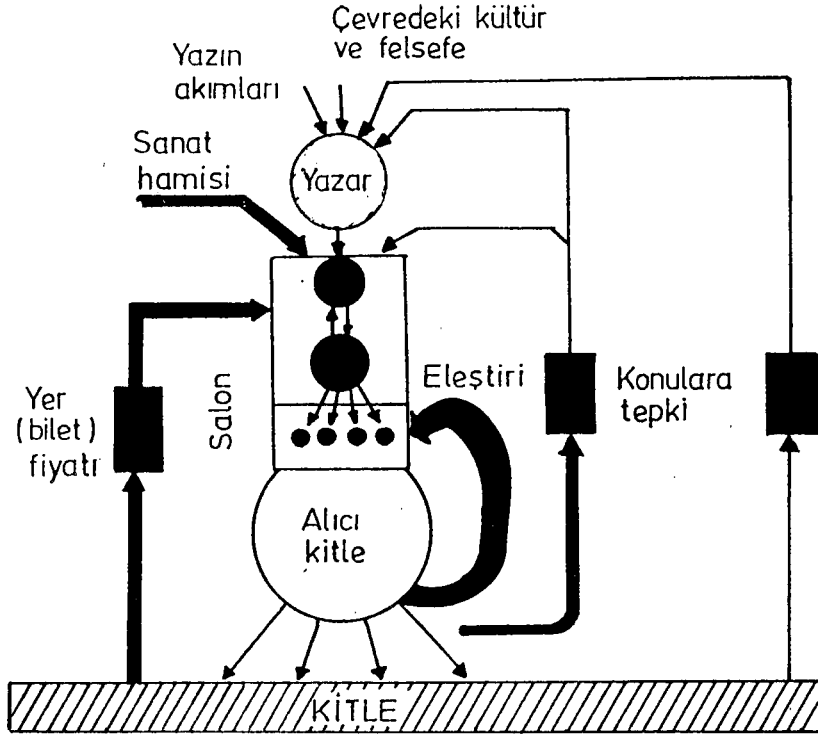 Çevredeki kültür
ve felsefe
Yazın
akımları
Sanat
hamisi
Yazar
Salon
Eleştiri
Konulara
tepki
Yer
(bilet)
fiyatı
Alıcı
kitle
KİTLE